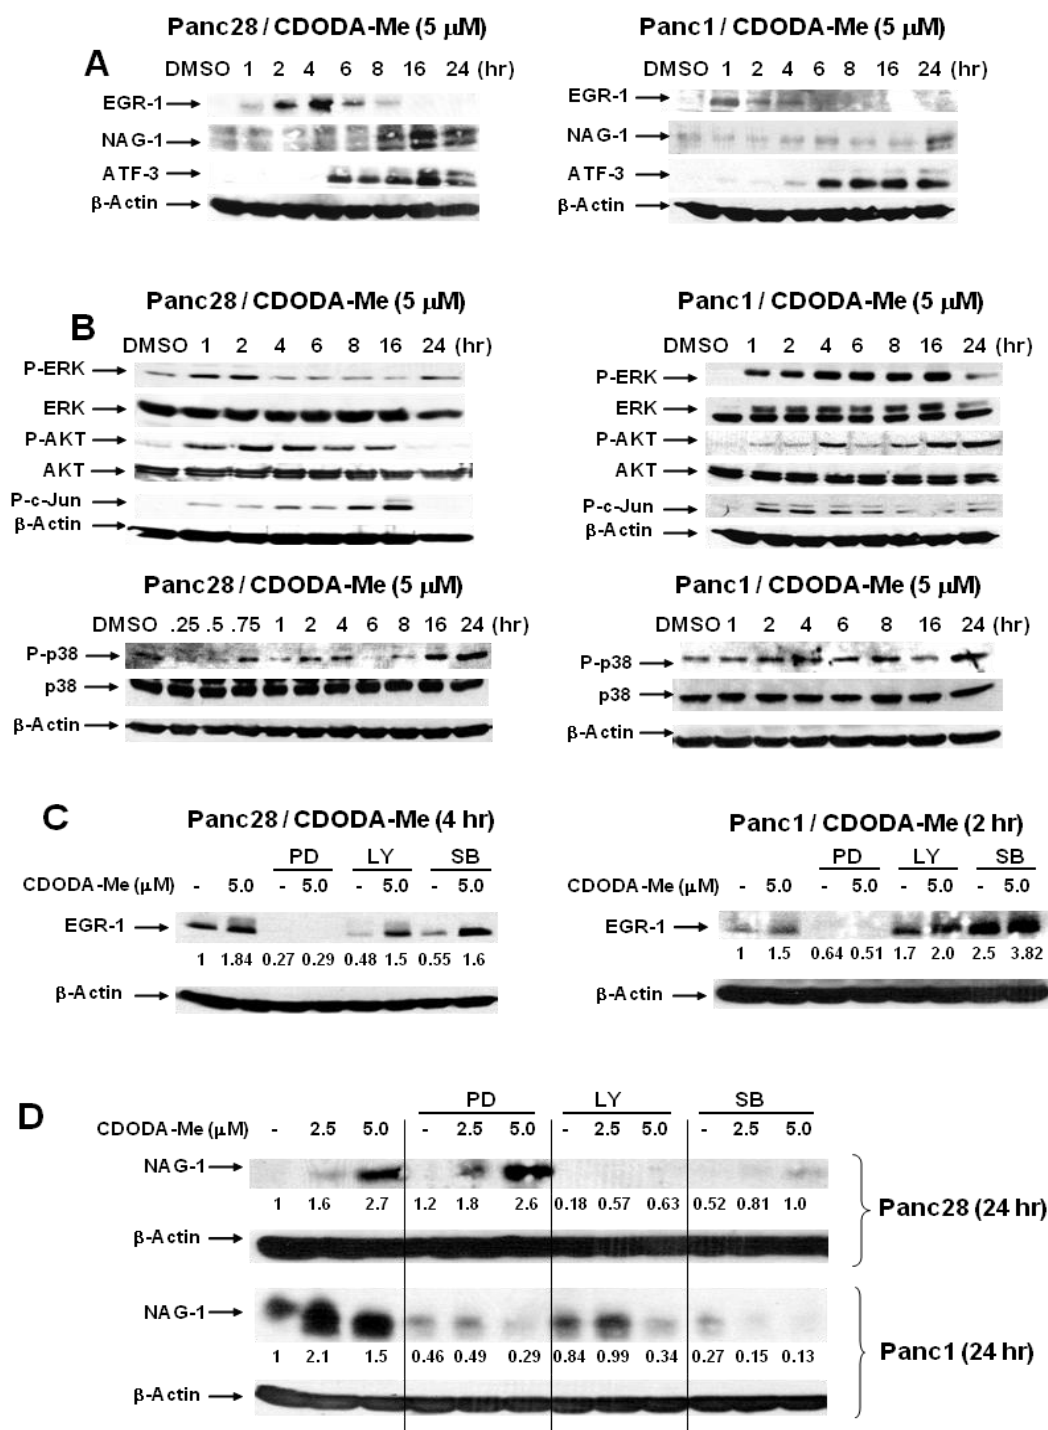 Panc28 / CDODA-Me (5 µM)
A
DMSO 1 2 4 6 8 16 24 (hr)
EGR-1
NAG-1
ATF-3
β-Actin
Panc1 / CDODA-Me (5 µM)
DMSO 1 2 4 6 8 16 24 (hr)
EGR-1
NAG-1
ATF-3
β-Actin
B
Panc28 / CDODA-Me (5 µM)
DMSO 1 2 4 6 8 16 24 (hr)
P-ERK
ERK
P-AKT
AKT
P-c-Jun
β-Actin
Panc1 / CDODA-Me (5 µM)
DMSO 1 2 4 6 8 16 24 (hr)
P-ERK
ERK
P-AKT
AKT
P-c-Jun
β-Actin
Panc28 / CDODA-Me (5 µM)
DMSO .25 .5 .75 1 2 4 6 8 16 24 (hr)
P-p38
p38
β-Actin
Panc1 / CDODA-Me (5 µM)
DMSO 1 2 4 6 8 16 24 (hr)
P-p38
p38
β-Actin
C
Panc28 / CDODA-Me (4 hr)
PD LY SB
CDODA-Me (µM) - 5.0 - 5.0 - 5.0 - 5.0
EGR-1
1 1.84 0.27 0.29 0.48 1.5 0.55 1.6
β-Actin
Panc1 / CDODA-Me (2 hr)
PD LY SB
CDODA-Me (µM) - 5.0 - 5.0 - 5.0 - 5.0
EGR-1
1 1.5 0.64 0.51 1.7 2.0 2.5 3.82
β-Actin
D
PD LY SB
CDODA-Me (µM) - 2.5 5.0 - 2.5 5.0 - 2.5 5.0 - 2.5 5.0
NAG-1
1 1.6 2.7 1.2 1.8 2.6 0.18 0.57 0.63 0.52 0.81 1.0
β-Actin
Panc28 (24 hr)
NAG-1
1 2.1 1.5 0.46 0.49 0.29 0.84 0.99 0.34 0.27 0.15 0.13
β-Actin
Panc1 (24 hr)